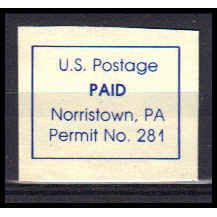 U.S. Postage
PAID
Norristown, PA
Permit No. 281